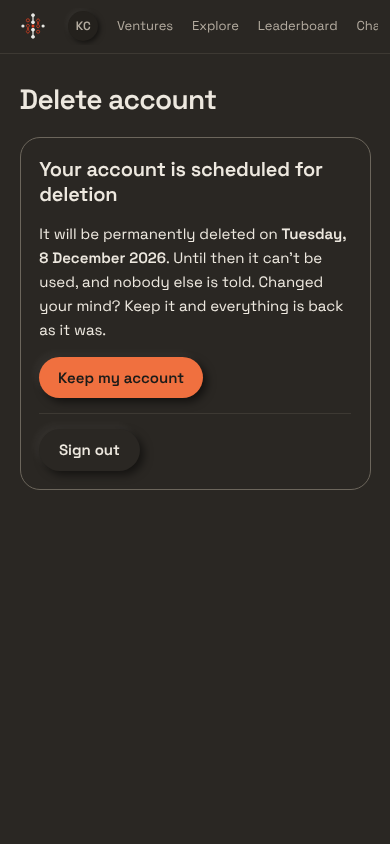 KC Ventures Explore Leaderboard Cha
Delete account
Your account is scheduled for
deletion
It will be permanently deleted on Tuesday,
8 December 2026. Until then it can't be
used, and nobody else is told. Changed
your mind? Keep it and everything is back
as it was.
Keep my account
Sign out